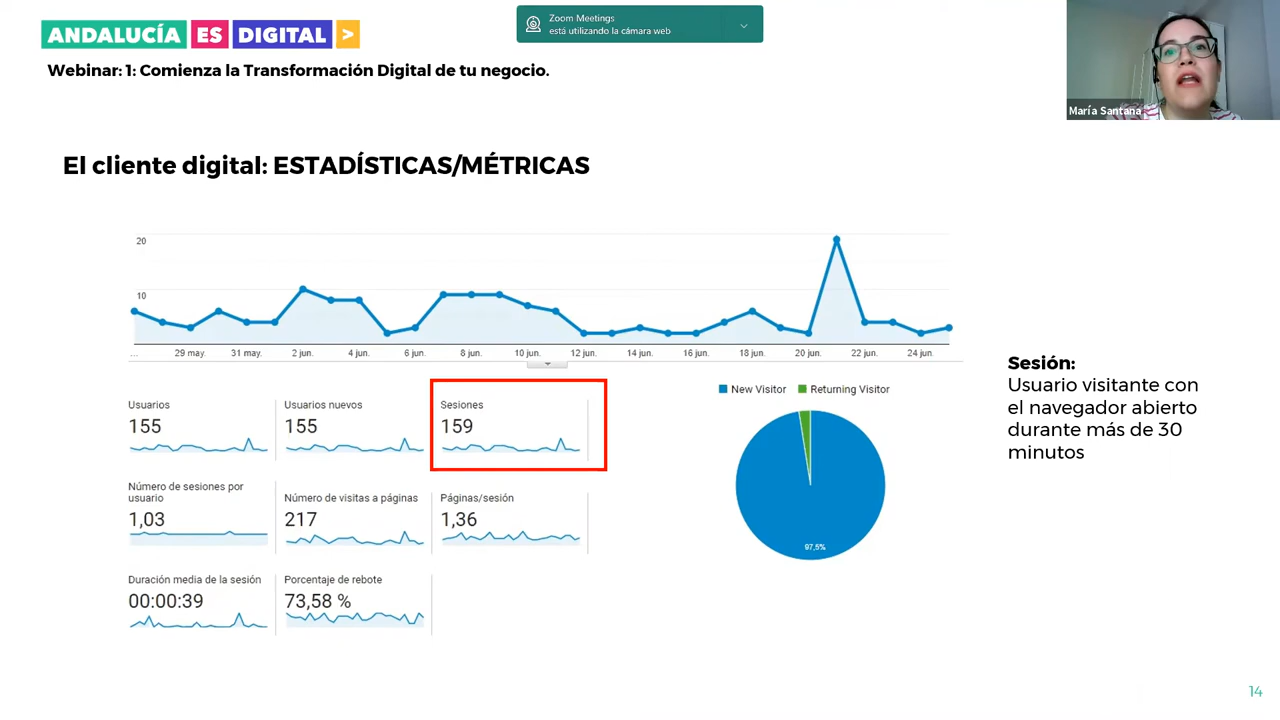 ANDALUCÍA ES DIGITAL >
Zoom Meetings
está utilizando la cámara web
Webinar: 1: Comienza la Transformación Digital de tu negocio.
María Santana
El cliente digital: ESTADÍSTICAS/MÉTRICAS
20
10
... 29 may. 31 may. 2 jun. 4 jun. 6 jun. 8 jun. 10 jun. 12 jun. 14 jun. 16 jun. 18 jun. 20 jun. 22 jun. 24 jun.
Sesión:
Usuario visitante con
el navegador abierto
durante más de 30
minutos
New Visitor Returning Visitor
97,5%
Usuarios
155
Usuarios nuevos
155
Sesiones
159
Número de sesiones por
usuario
1,03
Número de visitas a páginas
217
Páginas/sesión
1,36
Duración media de la sesión
00:00:39
Porcentaje de rebote
73,58 %
14